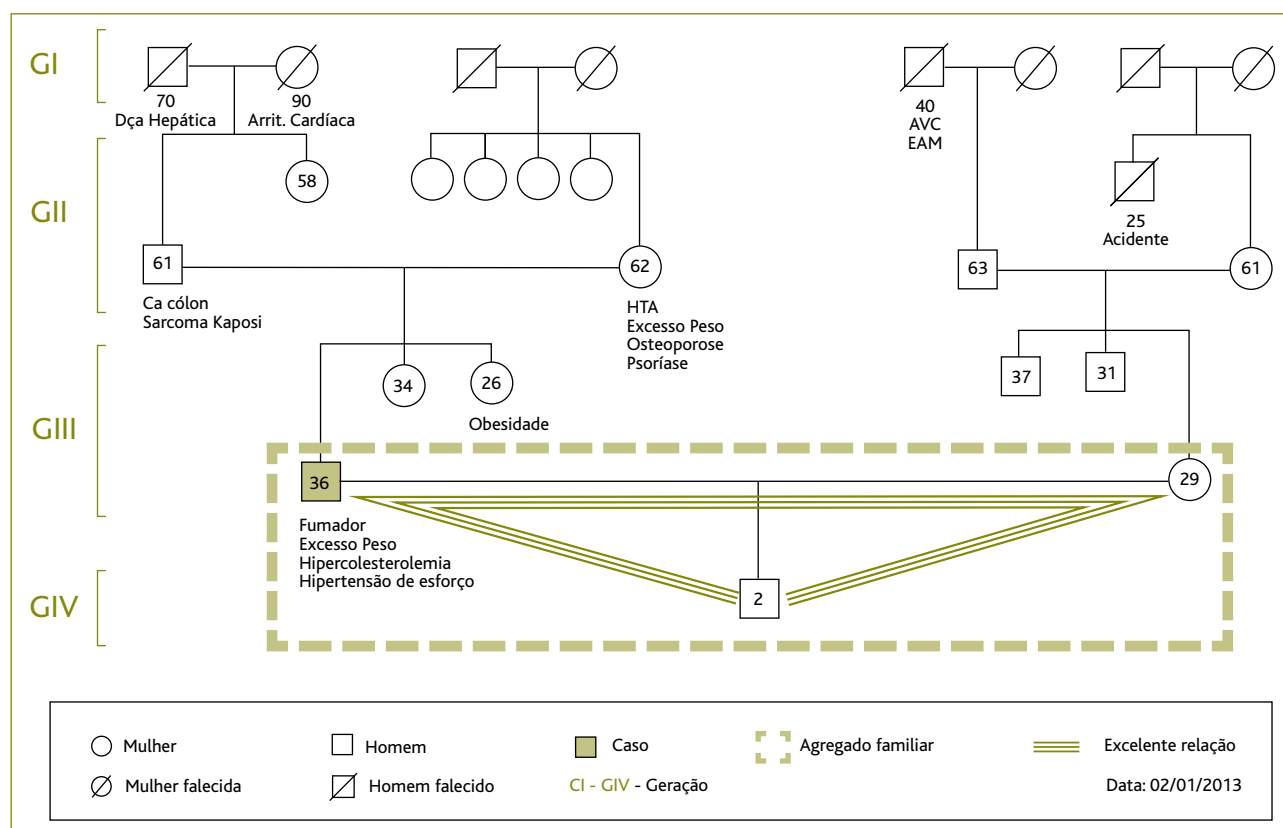 GI
70
Dça Hepática
90
Arrit. Cardíaca
40
AVC
EAM
GII
58
25
Acidente
61
Ca cólon
Sarcoma Kaposi
62
HTA
Excesso Peso
Osteoporose
Psoríase
63
61
GIII
34
26
Obesidade
37
31
36
Fumador
Excesso Peso
Hipercolesterolemia
Hipertensão de esforço
29
GIV
2
Mulher
Homem
Caso
Agregado familiar
Excelente relação
Mulher falecida
Homem falecido
CI - GIV - Geração
Data: 02/01/2013